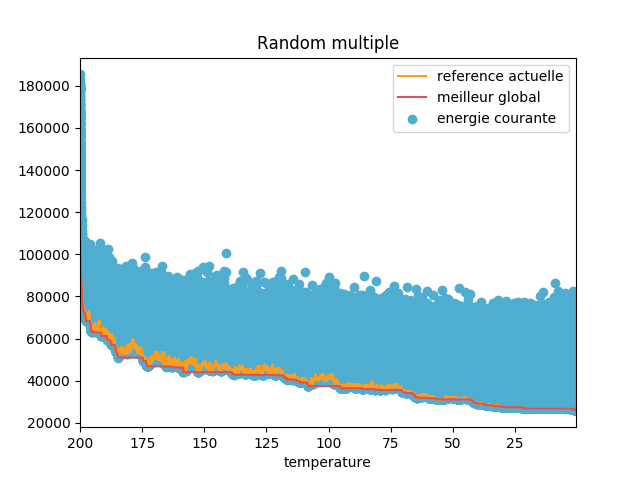 Random multiple
reference actuelle
meilleur global
energie courante
180000
160000
140000
120000
100000
80000
60000
40000
20000
200 175 150 125 100 75 50 25
temperature